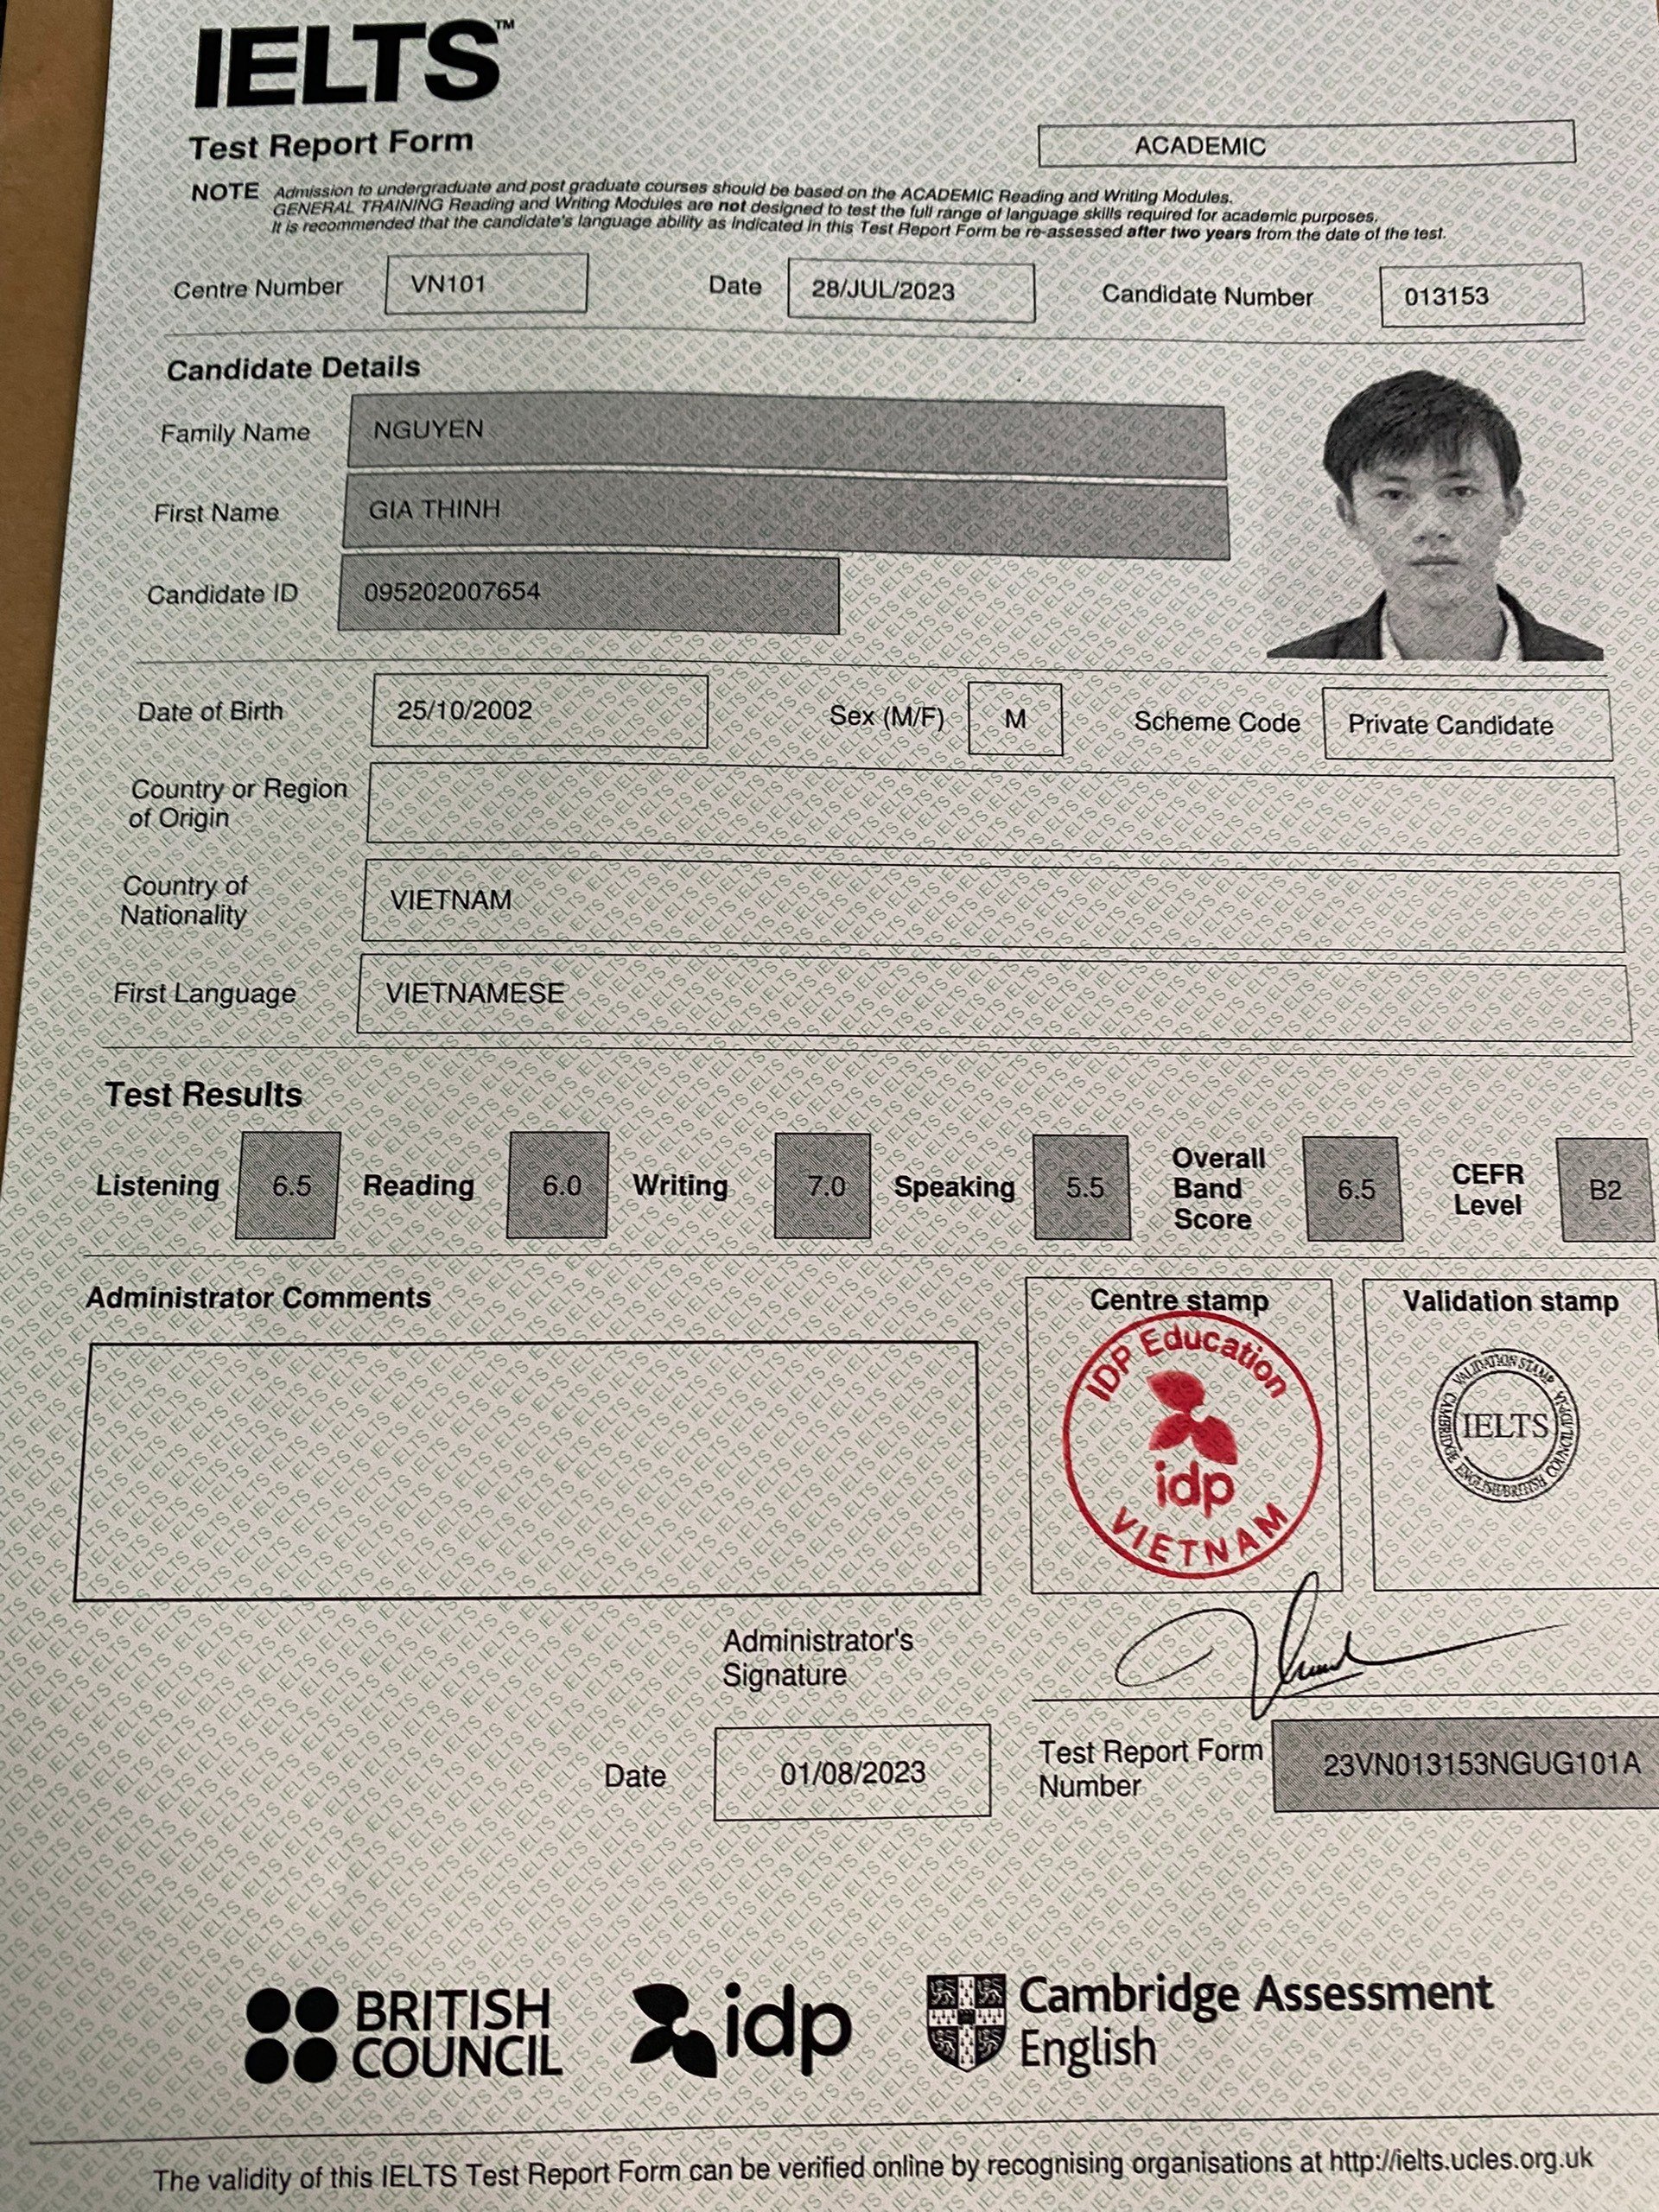 IELTS™
Test Report Form
ACADEMIC
NOTE Admission to undergraduate and post graduate courses should be based on the ACADEMIC Reading and Writing Modules.
GENERAL TRAINING Reading and Writing Modules are not designed to test the full range of language skills required for academic purposes.
It is recommended that the candidate's language ability as indicated in this Test Report Form be re-assessed after two years from the date of the test.
Centre Number VN101 Date 28/JUL/2023 Candidate Number 013153
Candidate Details
Family Name NGUYEN
First Name GIA THINH
Candidate ID 095202007654
Date of Birth 25/10/2002 Sex (M/F) M Scheme Code Private Candidate
Country or Region
of Origin
Country of
Nationality VIETNAM
First Language VIETNAMESE
Test Results
Listening 6.5 Reading 6.0 Writing 7.0 Speaking 5.5 Overall Band Score 6.5 CEFR Level B2
Administrator Comments
Centre stamp
Validation stamp
IDP Education
idp
VIETNAM
VALIDATION STAMP
IELTS
CAMBRIDGE ENGLISH/BRITISH COUNCIL/IDP:IA
Administrator's
Signature
Date 01/08/2023
Test Report Form
Number 23VN013153NGUG101A
BRITISH
COUNCIL
idp
Cambridge Assessment
English
The validity of this IELTS Test Report Form can be verified online by recognising organisations at http://ielts.ucles.org.uk